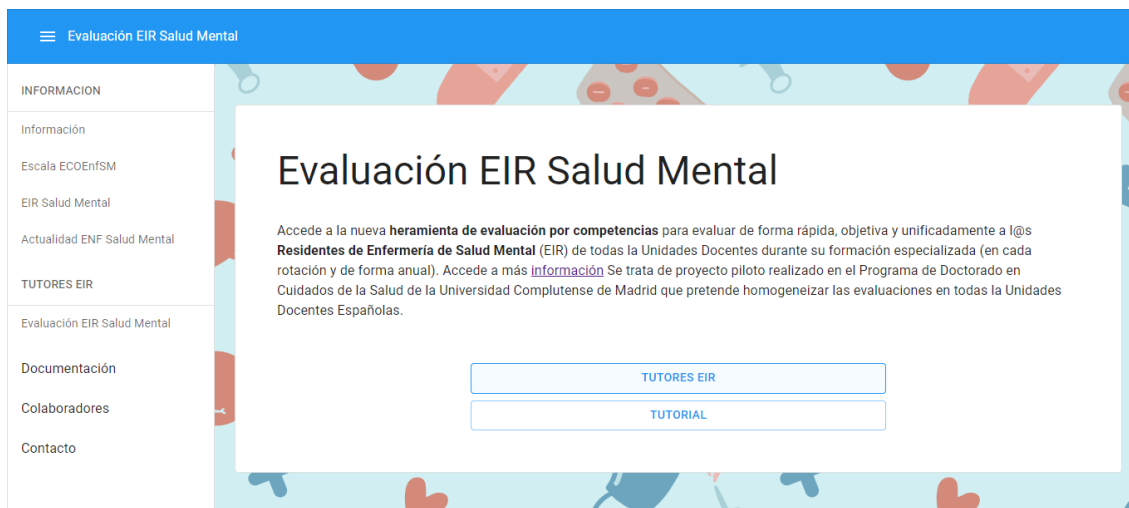 Evaluación EIR Salud Mental
INFORMACION
Información
Escala ECOEnfSM
EIR Salud Mental
Actualidad ENF Salud Mental
TUTORES EIR
Evaluación EIR Salud Mental
Documentación
Colaboradores
Contacto
Evaluación EIR Salud Mental
Accede a la nueva heramienta de evaluación por competencias para evaluar de forma rápida, objetiva y unificadamente a l@s
Residentes de Enfermería de Salud Mental (EIR) de todas la Unidades Docentes durante su formación especializada (en cada
rotación y de forma anual). Accede a más información Se trata de proyecto piloto realizado en el Programa de Doctorado en
Cuidados de la Salud de la Universidad Complutense de Madrid que pretende homogeneizar las evaluaciones en todas la Unidades
Docentes Españolas.
TUTORES EIR
TUTORIAL